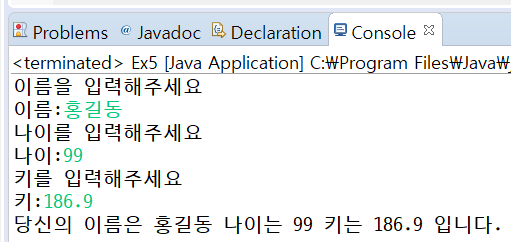 Problems @ Javadoc Declaration Console
<terminated> Ex5 [Java Application] C:₩Program Files₩Java₩
이름을 입력해주세요
이름:홍길동
나이를 입력해주세요
나이:99
키를 입력해주세요
키:186.9
당신의 이름은 홍길동 나이는 99 키는 186.9 입니다.